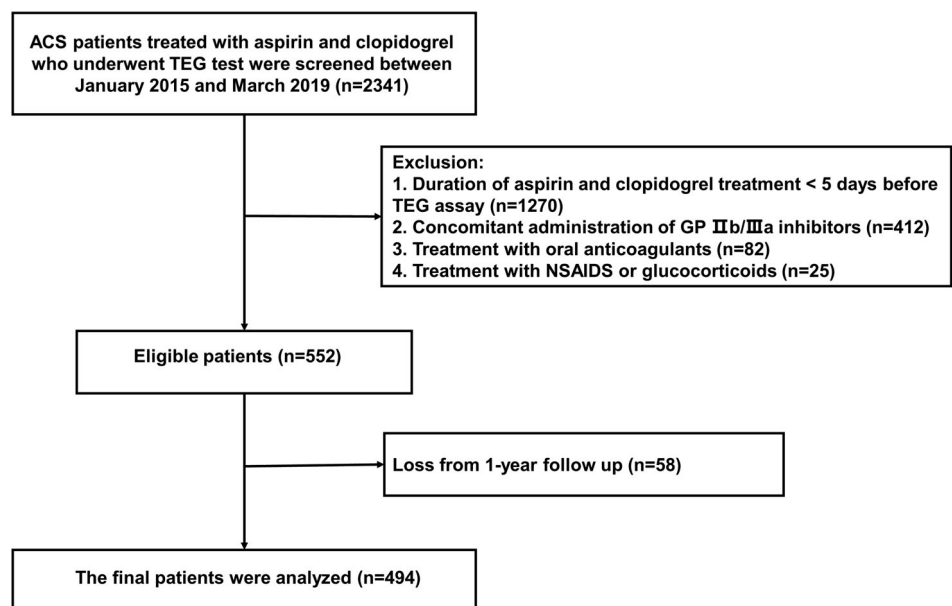 ACS patients treated with aspirin and clopidogrel
who underwent TEG test were screened between
January 2015 and March 2019 (n=2341)
Exclusion:
1. Duration of aspirin and clopidogrel treatment < 5 days before
TEG assay (n=1270)
2. Concomitant administration of GP Ⅱb/Ⅲa inhibitors (n=412)
3. Treatment with oral anticoagulants (n=82)
4. Treatment with NSAIDS or glucocorticoids (n=25)
Eligible patients (n=552)
Loss from 1-year follow up (n=58)
The final patients were analyzed (n=494)